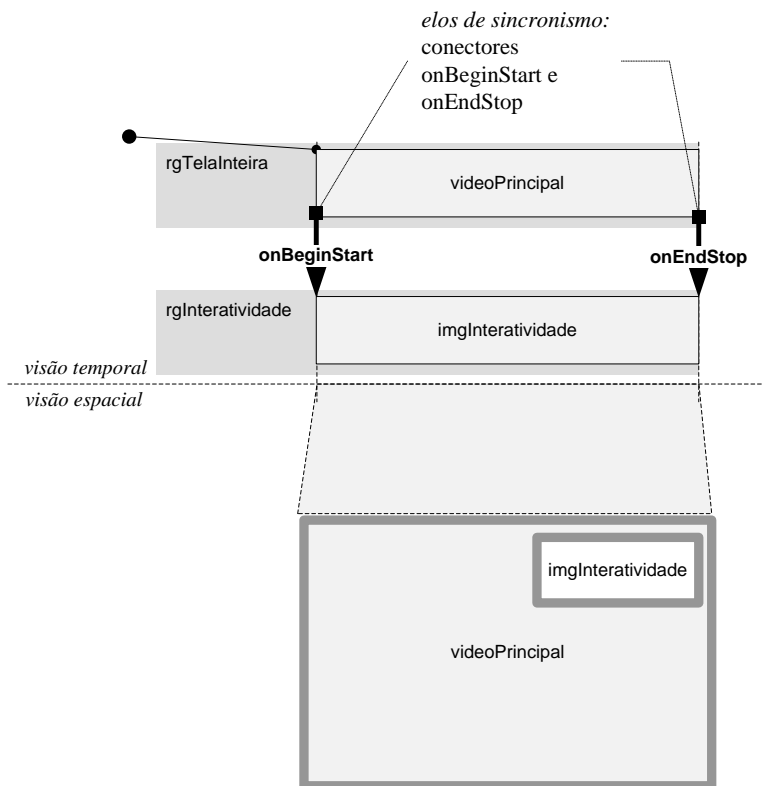 elos de sincronismo:
conectores
onBeginStart e
onEndStop
rgTelaInteira
videoPrincipal
onBeginStart
onEndStop
rgInteratividade
imgInteratividade
visão temporal
visão espacial
imgInteratividade
videoPrincipal